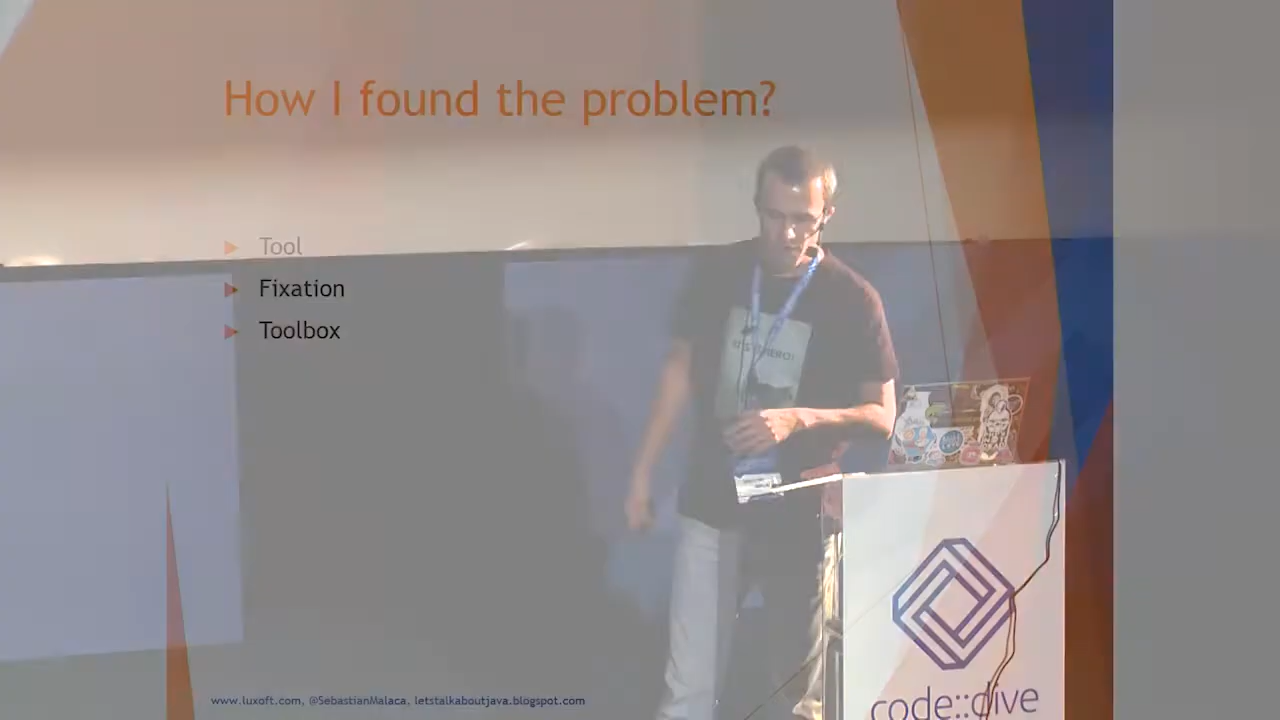 How I found the problem?
Tool
Fixation
Toolbox
www.luxoft.com, @SebastianMalaca, letstalkaboutjava.blogspot.com
code::dive